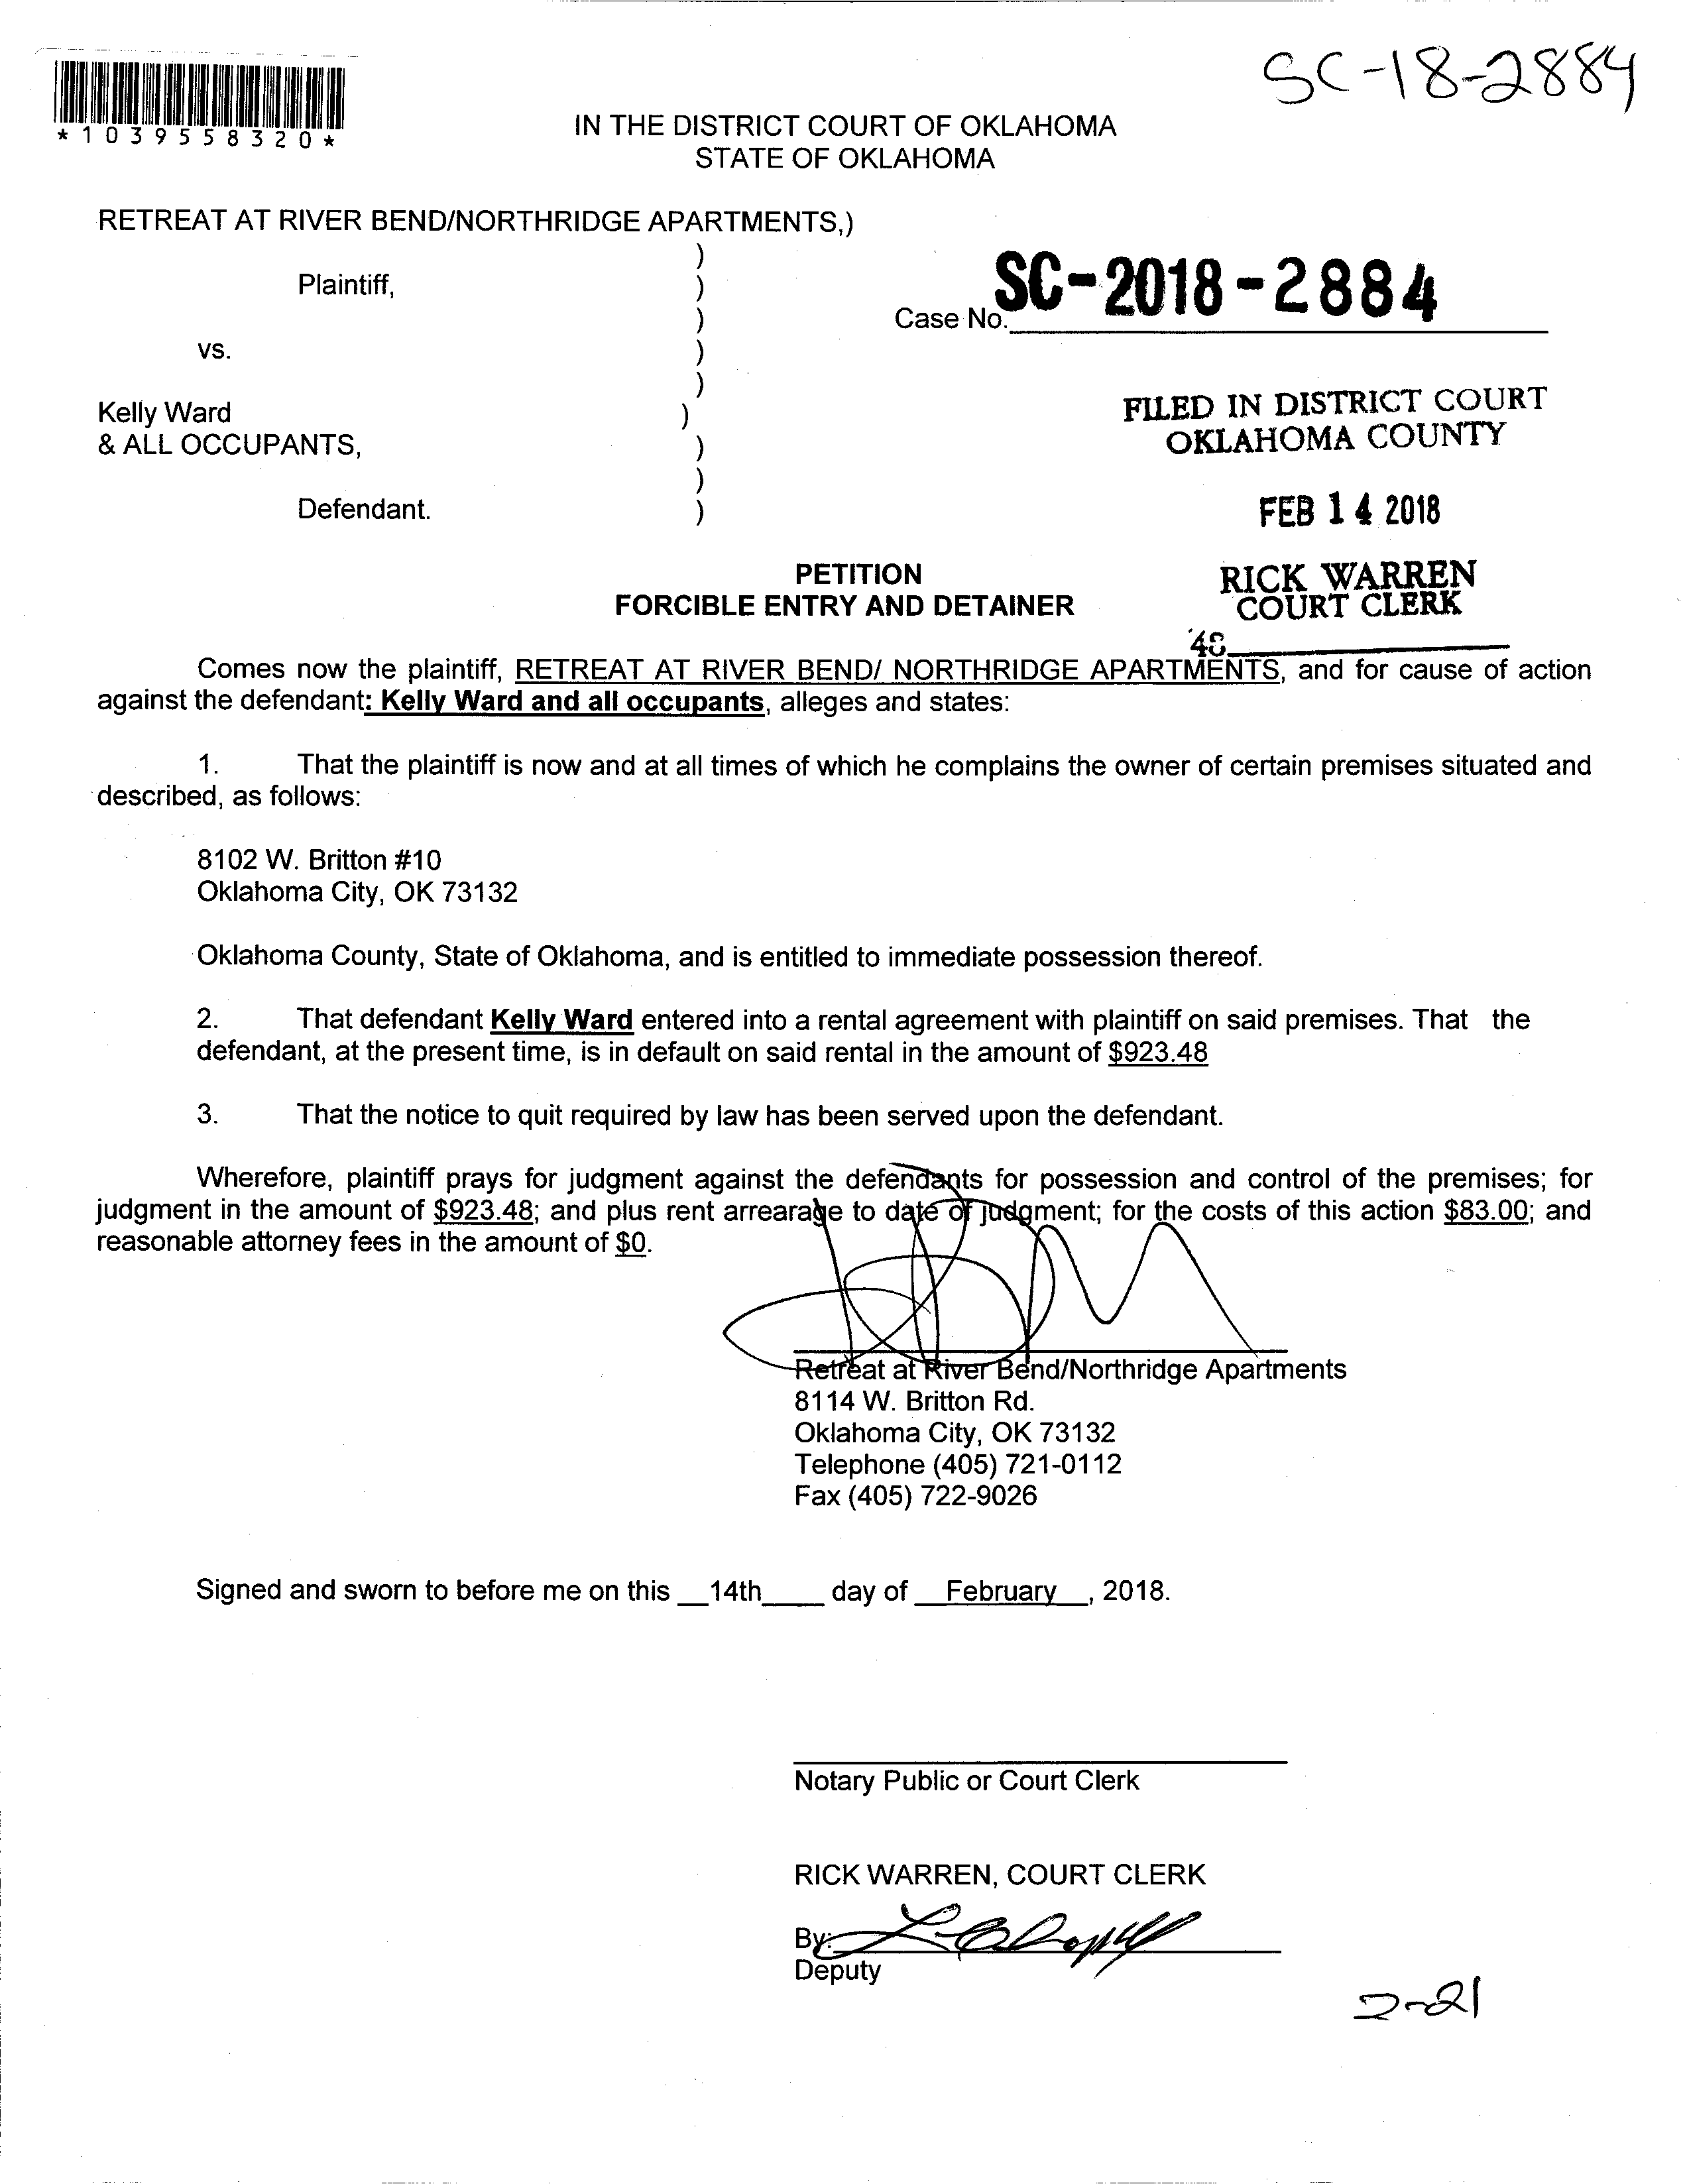 SC-18-2884
*1039558320*
IN THE DISTRICT COURT OF OKLAHOMA
STATE OF OKLAHOMA
RETREAT AT RIVER BEND/NORTHRIDGE APARTMENTS,)
)
Plaintiff, )
SC-2018-2884
) Case No.
vs. )
)
Kelly Ward )
& ALL OCCUPANTS, )
)
Defendant. )
FILED IN DISTRICT COURT
OKLAHOMA COUNTY
FEB 14 2018
RICK WARREN
COURT CLERK
PETITION
FORCIBLE ENTRY AND DETAINER
Comes now the plaintiff, RETREAT AT RIVER BEND/ NORTHRIDGE APARTMENTS, and for cause of action
against the defendant: Kelly Ward and all occupants, alleges and states:
1. That the plaintiff is now and at all times of which he complains the owner of certain premises situated and
described, as follows:
8102 W. Britton #10
Oklahoma City, OK 73132
Oklahoma County, State of Oklahoma, and is entitled to immediate possession thereof.
2. That defendant Kelly Ward entered into a rental agreement with plaintiff on said premises. That the
defendant, at the present time, is in default on said rental in the amount of $923.48
3. That the notice to quit required by law has been served upon the defendant.
Wherefore, plaintiff prays for judgment against the defendants for possession and control of the premises; for
judgment in the amount of $923.48; and plus rent arrearage to date of judgment; for the costs of this action $83.00; and
reasonable attorney fees in the amount of $0.
Retreat at River Bend/Northridge Apartments
8114 W. Britton Rd.
Oklahoma City, OK 73132
Telephone (405) 721-0112
Fax (405) 722-9026
Signed and sworn to before me on this __14th____ day of __February__, 2018.
Notary Public or Court Clerk
RICK WARREN, COURT CLERK
By:
Deputy
2-21